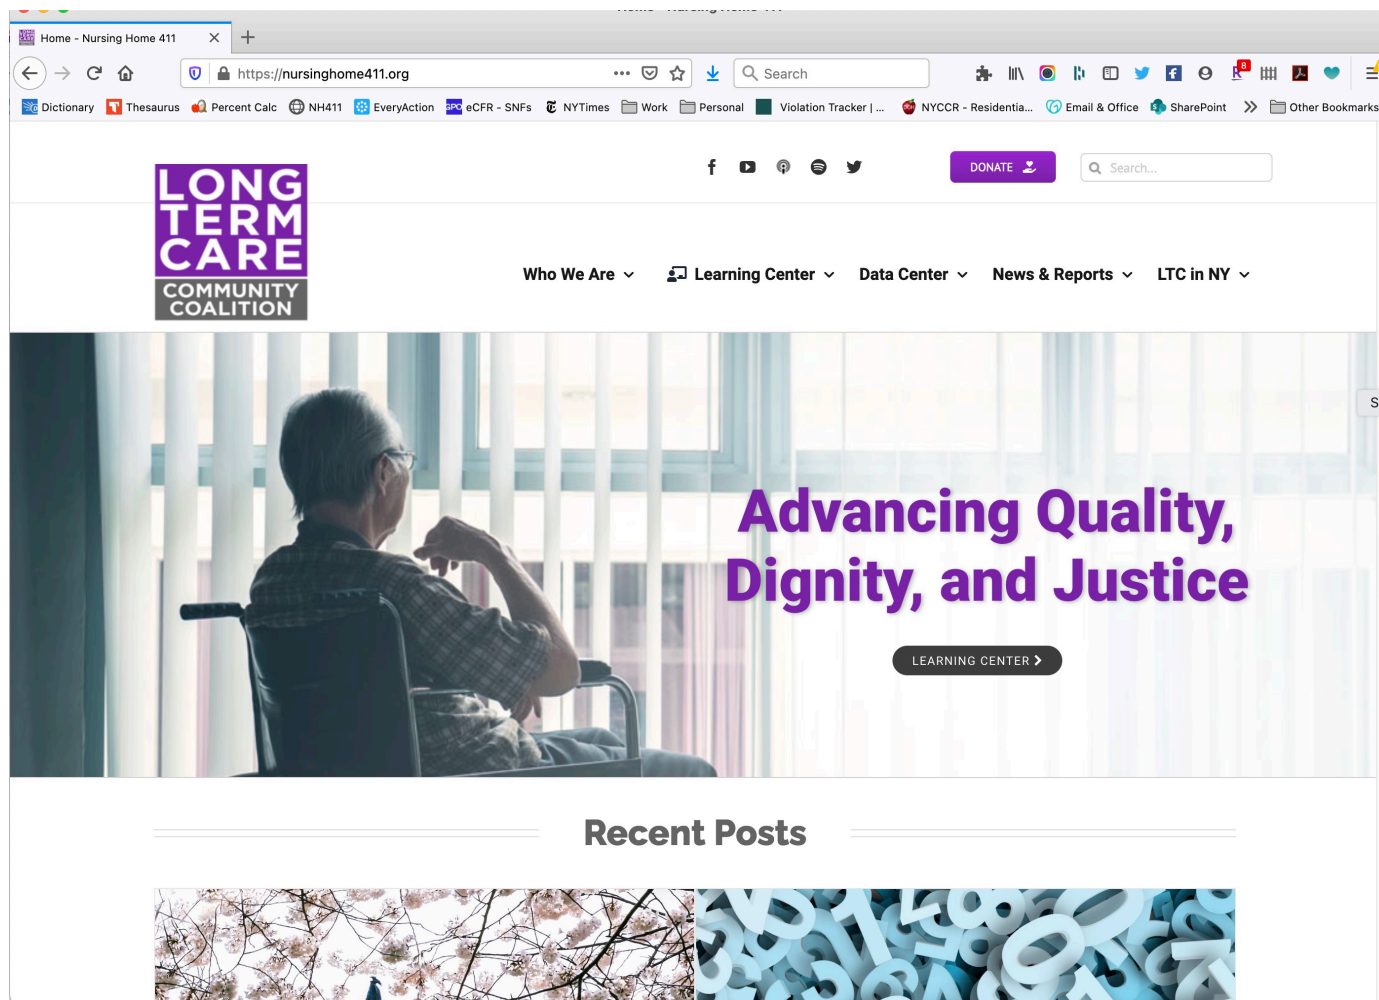 Home - Nursing Home 411
https://nursinghome411.org
Search
8
Dictionary Thesaurus Percent Calc NH411 EveryAction eCFR - SNFs NYTimes Work Personal Violation Tracker | ... NYCCR - Residentia... Email & Office SharePoint Other Bookmarks
DONATE
Search...
LONG
TERM
CARE
COMMUNITY
COALITION
Who We Are Learning Center Data Center News & Reports LTC in NY
S
Advancing Quality,
Dignity, and Justice
LEARNING CENTER
Recent Posts